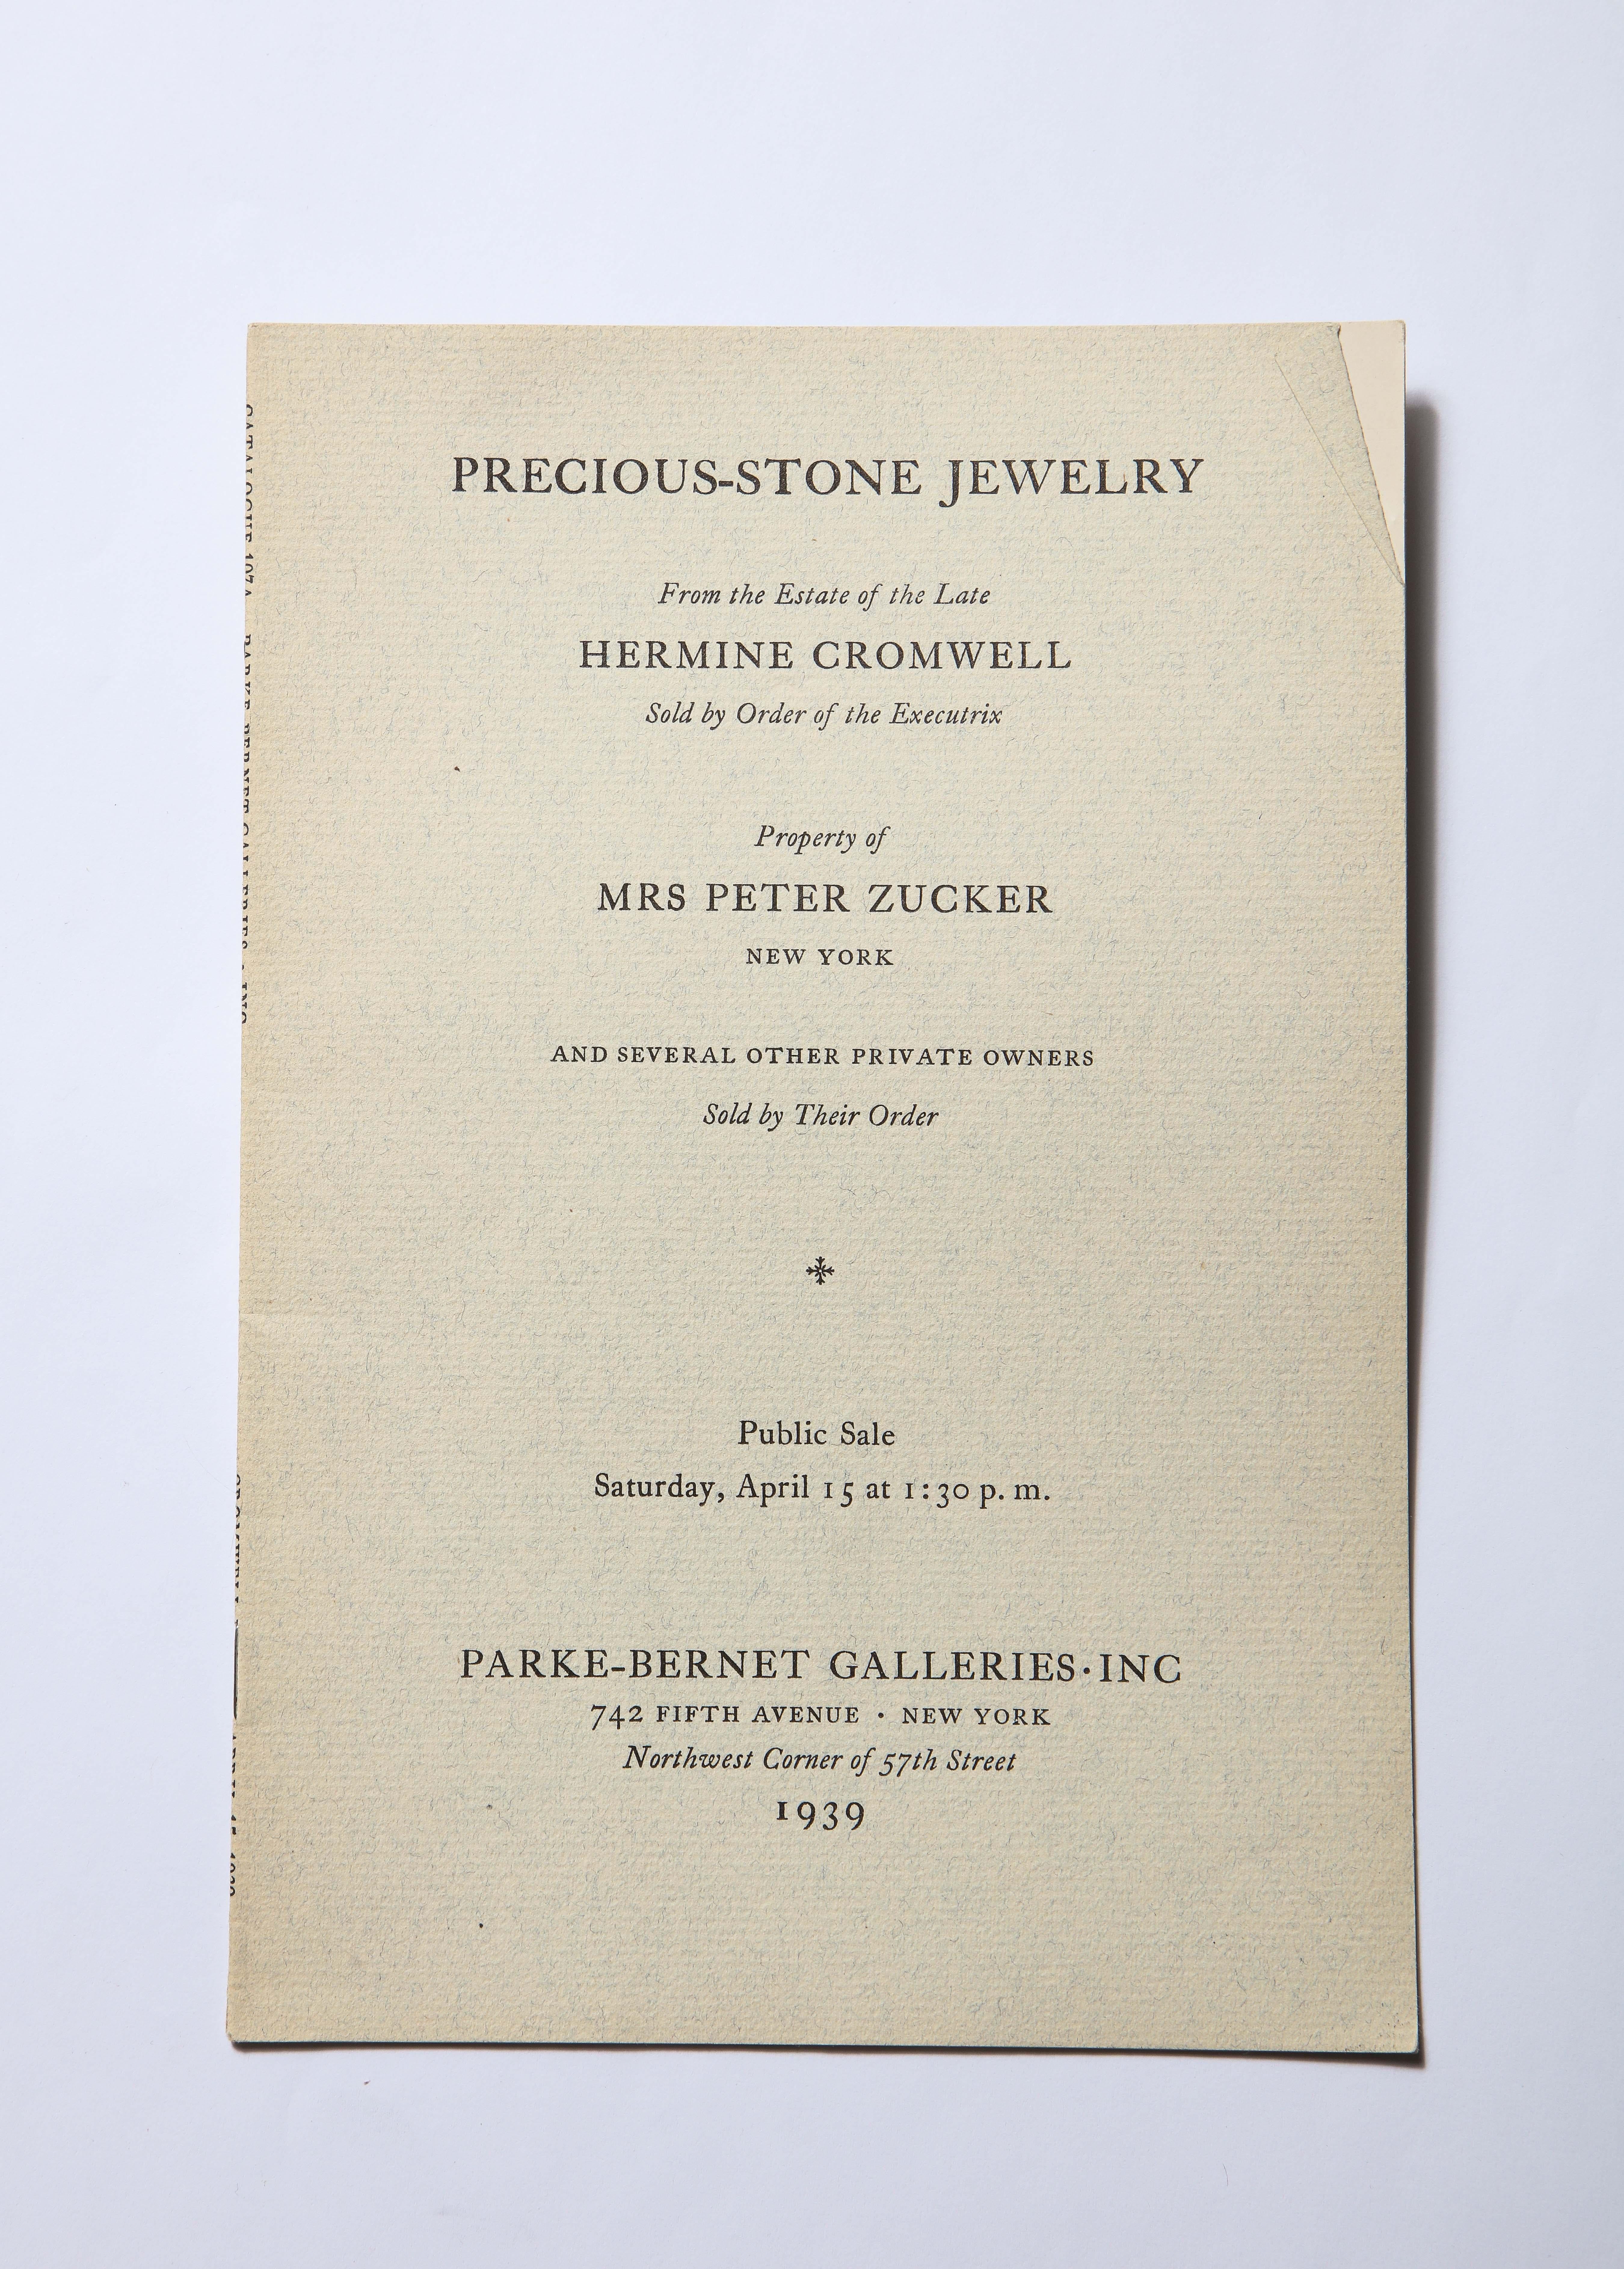 PRECIOUS-STONE JEWELRY
From the Estate of the Late
HERMINE CROMWELL
Sold by Order of the Executrix
Property of
MRS PETER ZUCKER
NEW YORK
AND SEVERAL OTHER PRIVATE OWNERS
Sold by Their Order
Public Sale
Saturday, April 15 at 1:30 p. m.
PARKE-BERNET GALLERIES · INC
742 FIFTH AVENUE · NEW YORK
Northwest Corner of 57th Street
1939